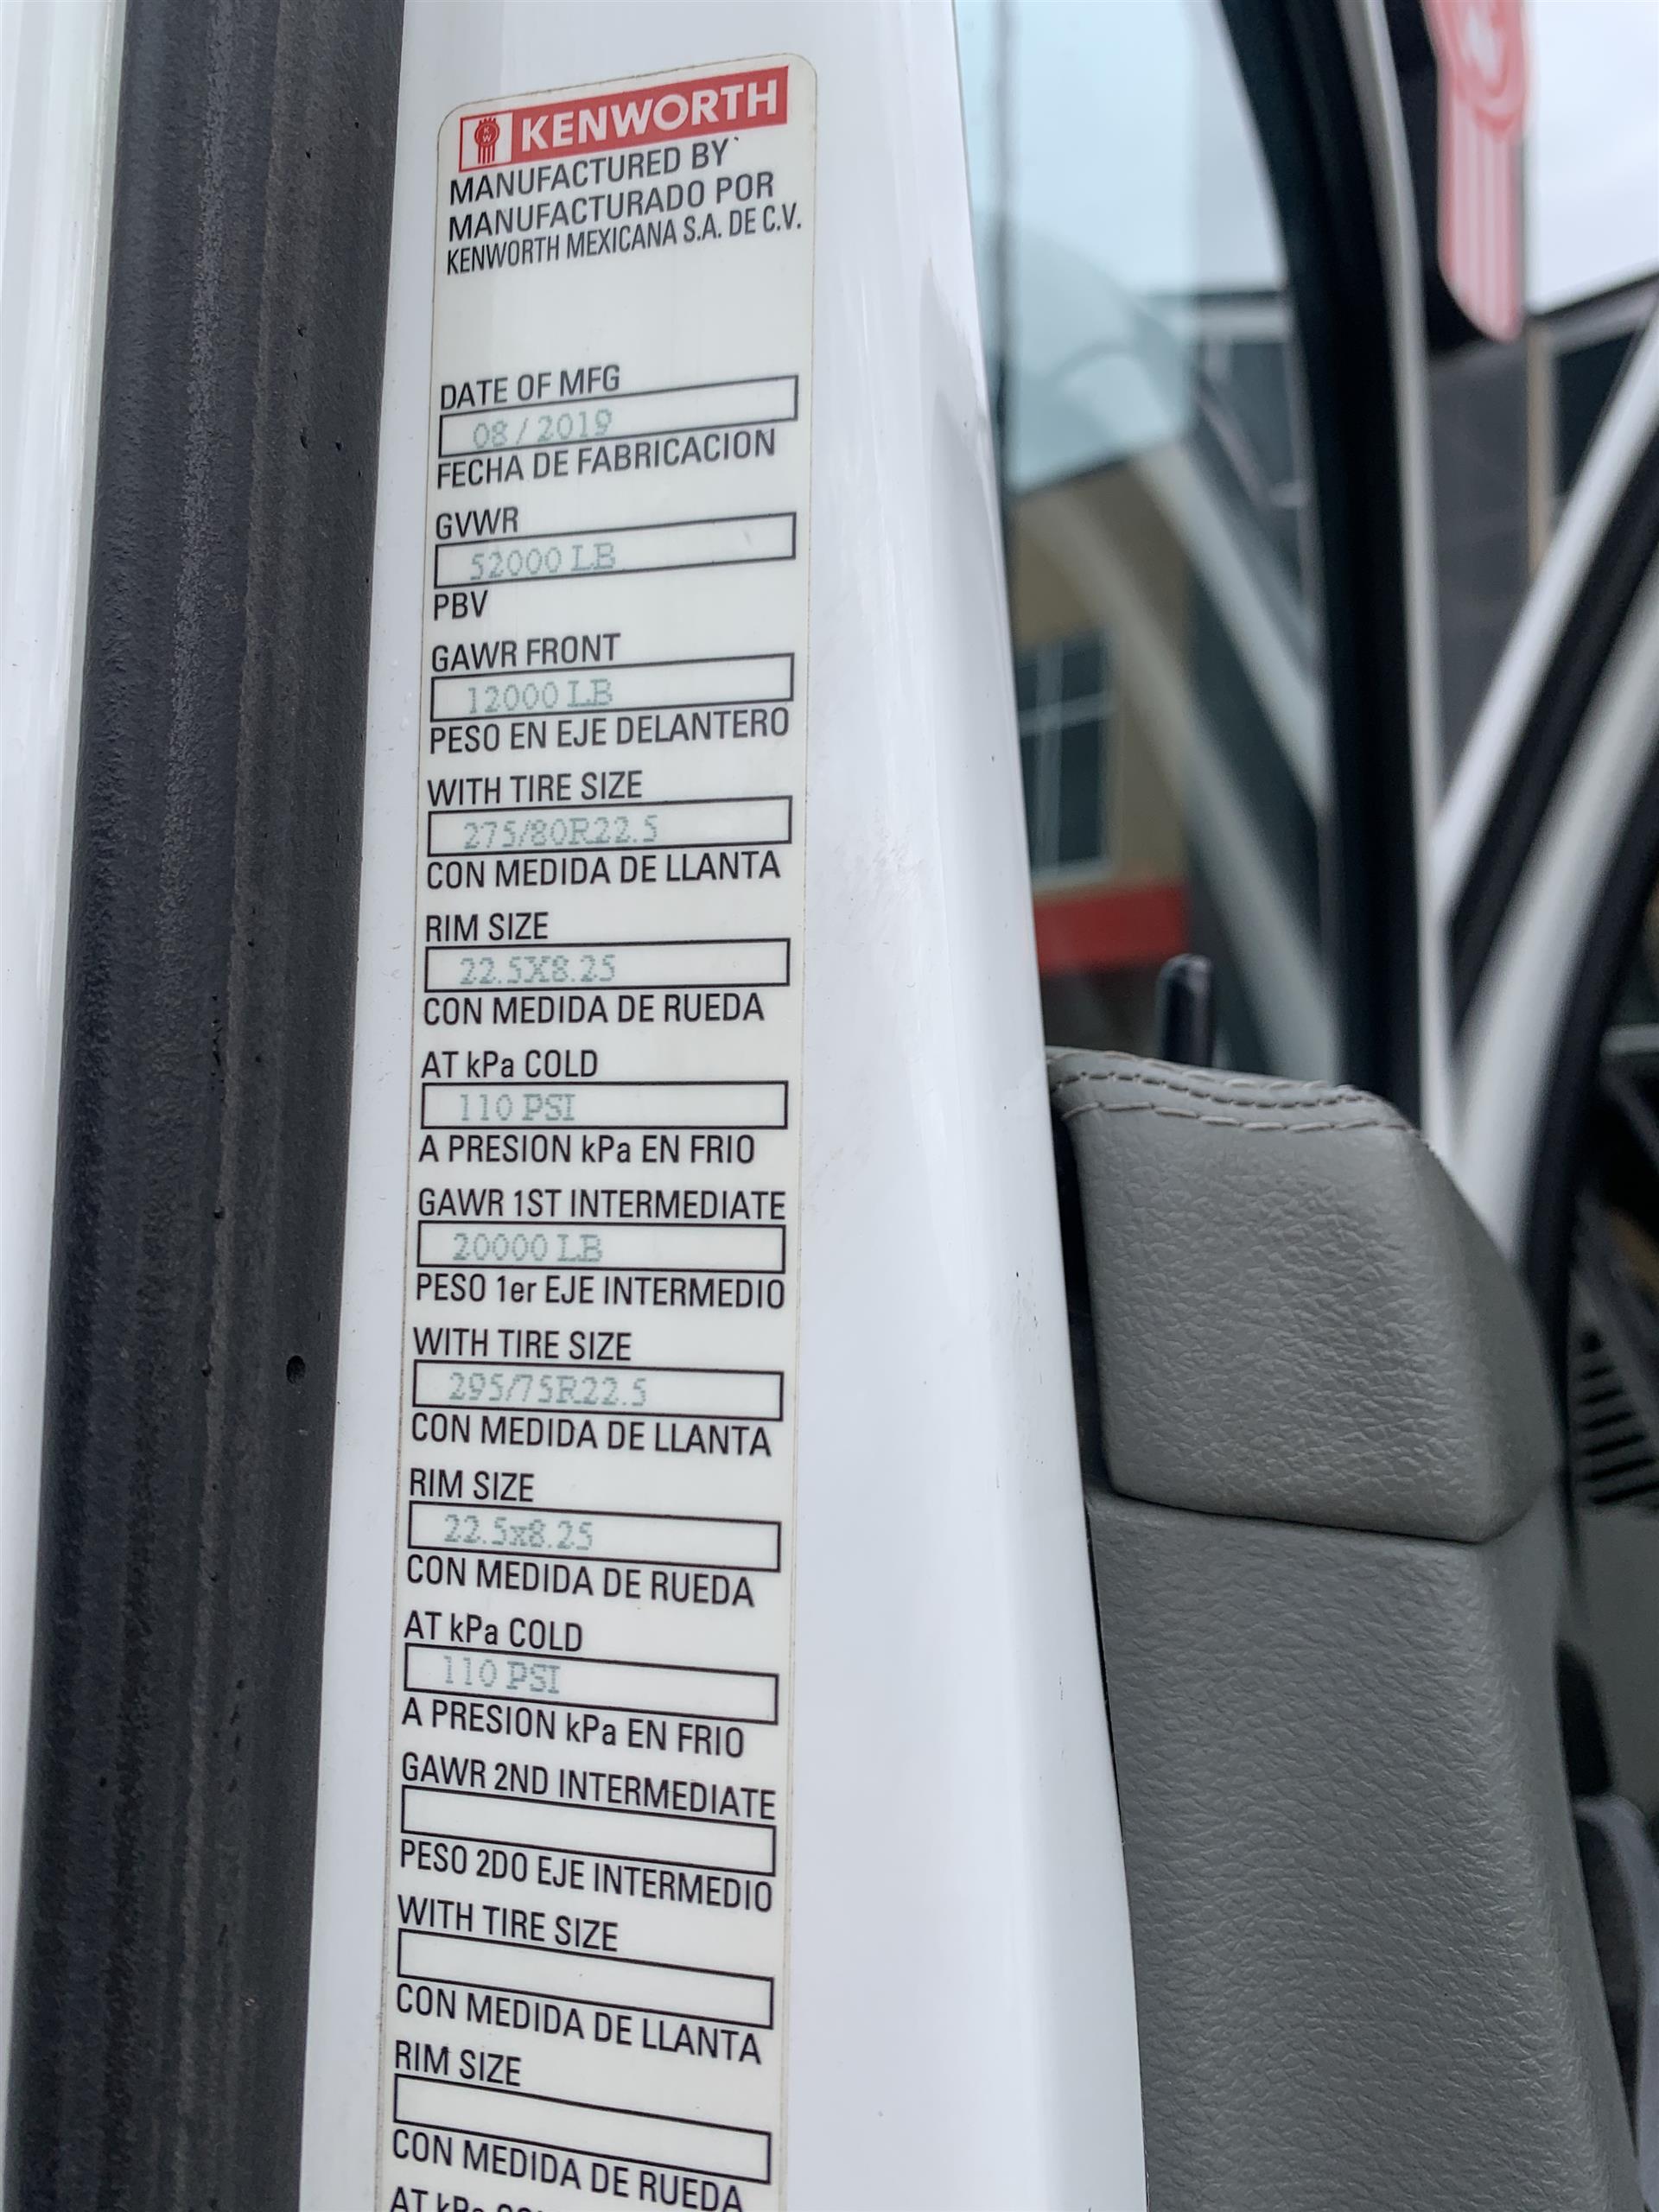 KENWORTH
MANUFACTURED BY
MANUFACTURADO POR
KENWORTH MEXICANA S.A. DE C.V.
DATE OF MFG
08 / 2019
FECHA DE FABRICACION
GVWR
52000 LB
PBV
GAWR FRONT
12000 LB
PESO EN EJE DELANTERO
WITH TIRE SIZE
275/80R22.5
CON MEDIDA DE LLANTA
RIM SIZE
22.5X8.25
CON MEDIDA DE RUEDA
AT kPa COLD
110 PSI
A PRESION kPa EN FRIO
GAWR 1ST INTERMEDIATE
20000 LB
PESO 1er EJE INTERMEDIO
WITH TIRE SIZE
295/75R22.5
CON MEDIDA DE LLANTA
RIM SIZE
22.5x8.25
CON MEDIDA DE RUEDA
AT kPa COLD
110 PSI
A PRESION kPa EN FRIO
GAWR 2ND INTERMEDIATE
PESO 2DO EJE INTERMEDIO
WITH TIRE SIZE
CON MEDIDA DE LLANTA
RIM SIZE
CON MEDIDA DE RUEDA
AT kPa